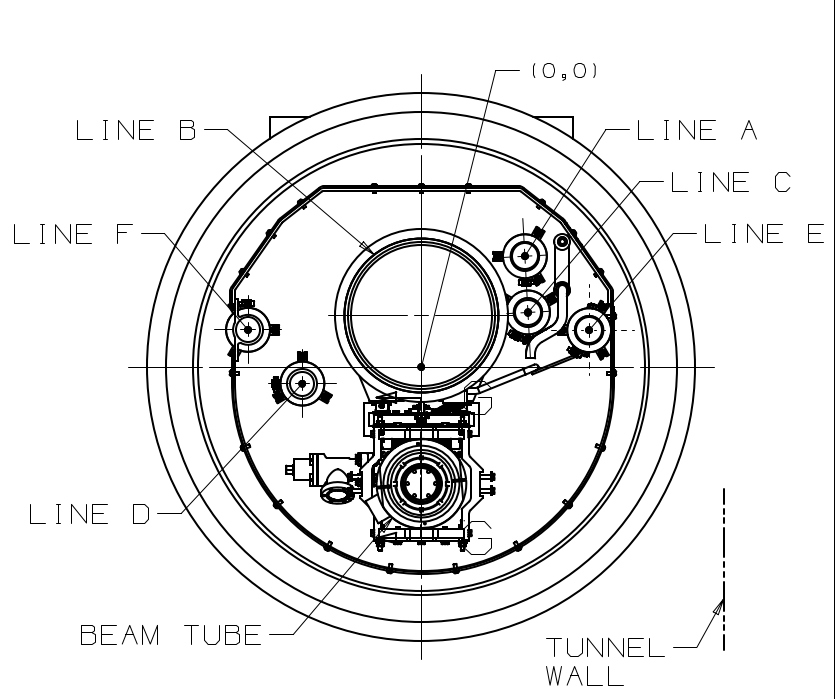 (0,0)
LINE B
LINE A
LINE C
LINE F
LINE E
G
G
LINE D
BEAM TUBE
TUNNEL
WALL